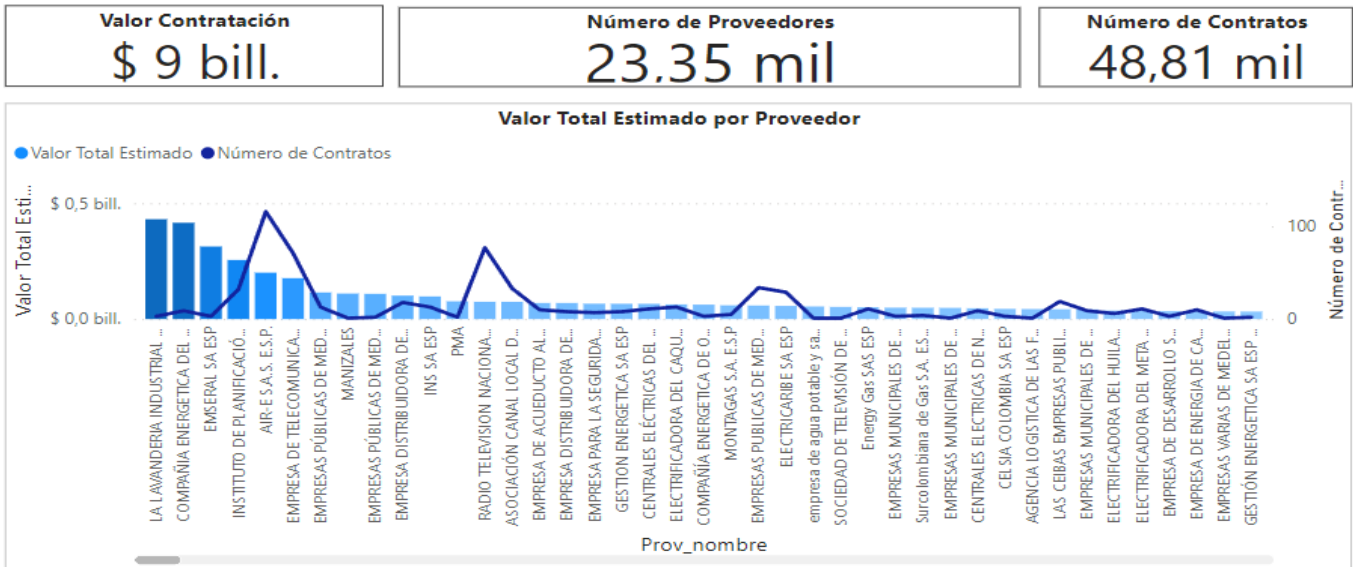 Valor Contratación
$ 9 bill.
Número de Proveedores
23,35 mil
Número de Contratos
48,81 mil
Valor Total Estimado por Proveedor
Valor Total Estimado
Número de Contratos
Valor Total Esti...
$ 0,5 bill.
$ 0,0 bill.
100
0
Número de Contr...
LA LAVANDERIA INDUSTRIAL ...
COMPAÑIA ENERGETICA DEL ...
EMSERAL SA ESP
INSTITUTO DE PLANIFICACIÓ...
AIR-E S.A.S. E.S.P.
EMPRESA DE TELECOMUNICA...
EMPRESAS PÚBLICAS DE MED...
MANIZALES
EMPRESAS PÚBLICAS DE MED...
EMPRESA DISTRIBUIDORA DE...
INS SA ESP
PMA
RADIO TELEVISION NACIONA...
ASOCIACIÓN CANAL LOCAL D...
EMPRESA DE ACUEDUCTO AL...
EMPRESA DISTRIBUIDORA DE...
EMPRESA PARA LA SEGURIDA...
GESTION ENERGETICA SA ESP
CENTRALES ELÉCTRICAS DEL ...
ELECTRIFICADORA DEL CAQU...
COMPAÑÍA ENERGETICA DE O...
MONTAGAS S.A. E.S.P
EMPRESAS PUBLICAS DE MED...
ELECTRICARIBE SA ESP
empresa de agua potable y sa...
SOCIEDAD DE TELEVISIÓN DE ...
Energy Gas SAS ESP
EMPRESAS MUNICIPALES DE ...
Surcolombiana de Gas S.A. E.S...
EMPRESAS MUNICIPALES DE ...
CENTRALES ELECTRICAS DE N...
CELSIA COLOMBIA SA ESP
AGENCIA LOGISTICA DE LAS F...
LAS CEIBAS EMPRESAS PUBLI...
EMPRESAS MUNICIPALES DE ...
ELECTRIFICADORA DEL HUILA...
ELECTRIFICADORA DEL META ...
EMPRESA DE DESARROLLO S...
EMPRESA DE ENERGIA DE CA...
EMPRESAS VARIAS DE MEDEL...
GESTIÓN ENERGETICA SA ESP ...
Prov_nombre